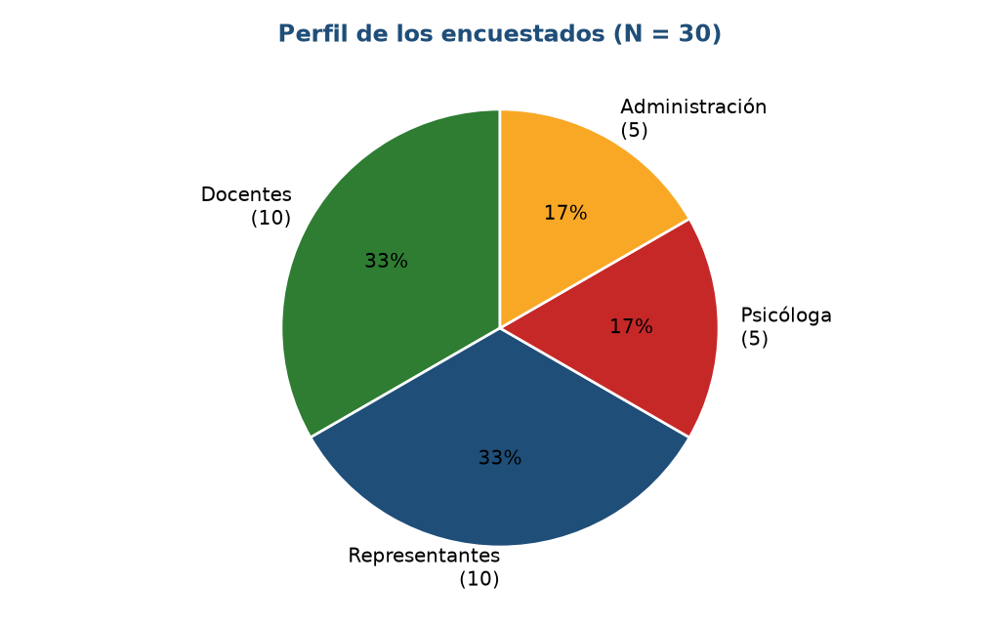 Perfil de los encuestados (N = 30)
Administración
(5)
Docentes
(10)
17%
33%
Psicóloga
(5)
17%
33%
Representantes
(10)